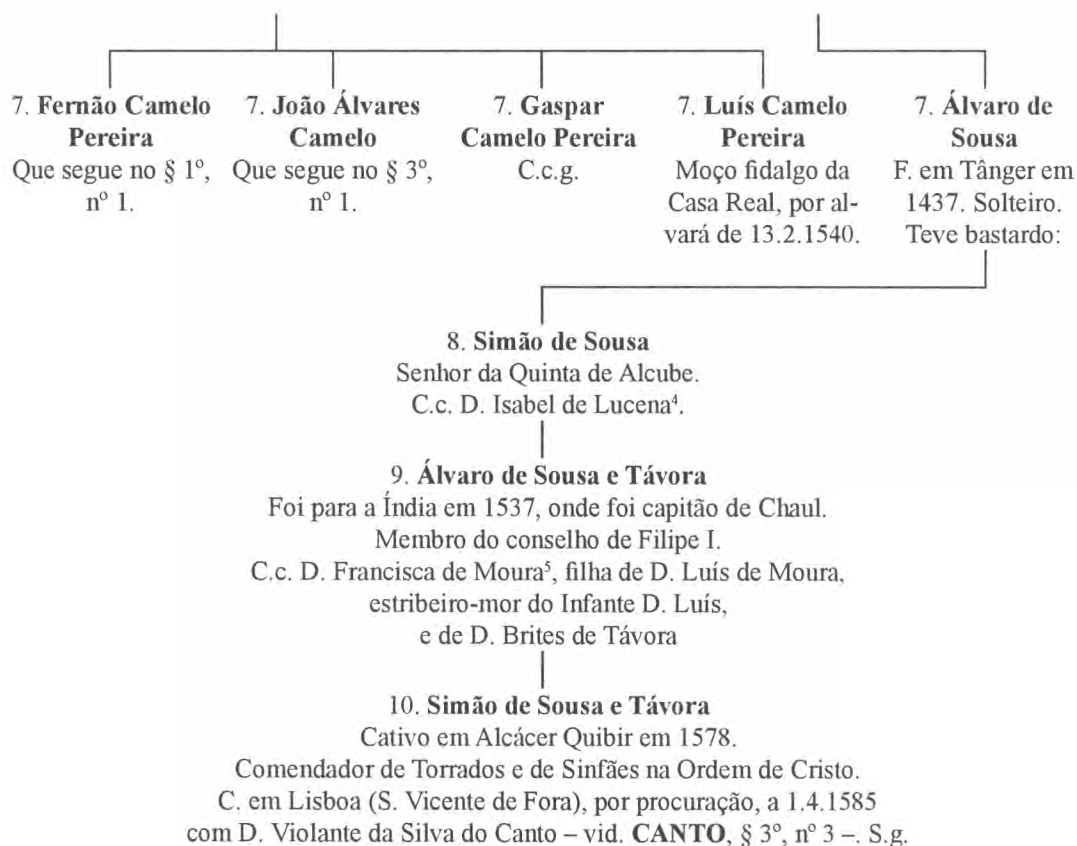 7. Fernão Camelo
Pereira
Que segue no § 1º,
nº 1.
7. João Álvares
Camelo
Que segue no § 3º,
nº 1.
7. Gaspar
Camelo Pereira
C.c.g.
7. Luís Camelo
Pereira
Moço fidalgo da
Casa Real, por al-
vará de 13.2.1540.
7. Álvaro de
Sousa
F. em Tânger em
1437. Solteiro.
Teve bastardo:
8. Simão de Sousa
Senhor da Quinta de Alcube.
C.c. D. Isabel de Lucena⁴.
9. Álvaro de Sousa e Távora
Foi para a Índia em 1537, onde foi capitão de Chaul.
Membro do conselho de Filipe I.
C.c. D. Francisca de Moura⁵, filha de D. Luís de Moura,
estribeiro-mor do Infante D. Luís,
e de D. Brites de Távora
10. Simão de Sousa e Távora
Cativo em Alcácer Quibir em 1578.
Comendador de Torrados e de Sinfães na Ordem de Cristo.
C. em Lisboa (S. Vicente de Fora), por procuração, a 1.4.1585
com D. Violante da Silva do Canto – vid. CANTO, § 3º, nº 3 –. S.g.